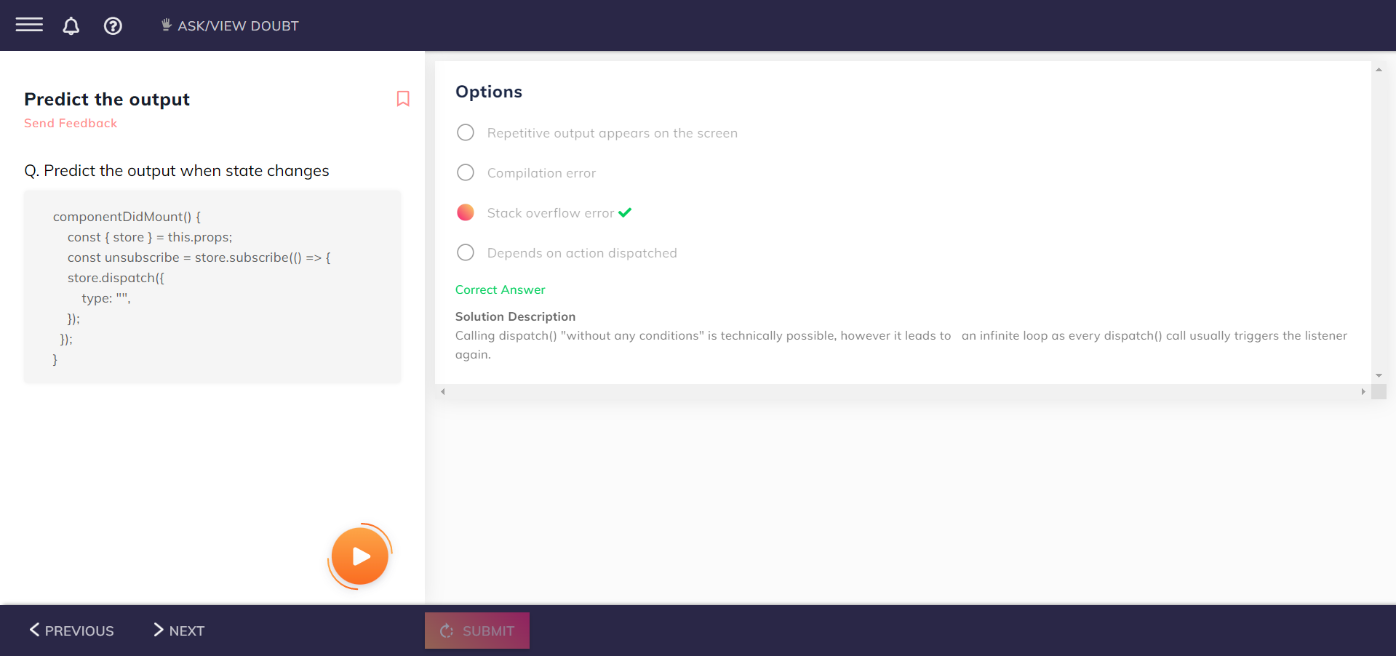 ASK/VIEW DOUBT
Predict the output
Send Feedback
Q. Predict the output when state changes
componentDidMount() {
const { store } = this.props;
const unsubscribe = store.subscribe(() => {
store.dispatch({
type: "",
});
});
}
Options
Repetitive output appears on the screen
Compilation error
Stack overflow error
Depends on action dispatched
Correct Answer
Solution Description
Calling dispatch() "without any conditions" is technically possible, however it leads to   an infinite loop as every dispatch() call usually triggers the listener
again.
PREVIOUS
NEXT
SUBMIT